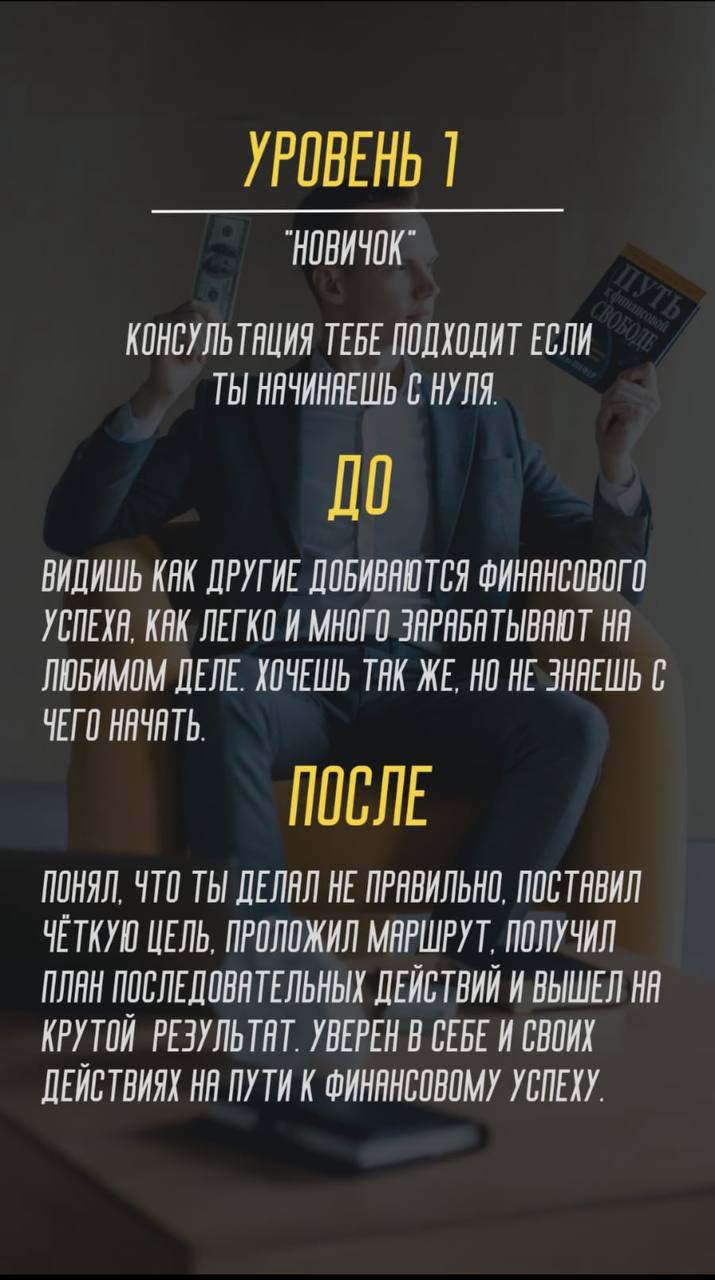 УРОВЕНЬ 1
"НОВИЧОК"
КОНСУЛЬТАЦИЯ ТЕБЕ ПОДХОДИТ ЕСЛИ
ТЫ НАЧИНАЕШЬ С НУЛЯ.
ПУТЬ
к финансовой
СВОБОДЕ
ДО
ВИДИШЬ КАК ДРУГИЕ ДОБИВАЮТСЯ ФИНАНСОВОГО
УСПЕХА, КАК ЛЕГКО И МНОГО ЗАРАБАТЫВАЮТ НА
ЛЮБИМОМ ДЕЛЕ. ХОЧЕШЬ ТАК ЖЕ, НО НЕ ЗНАЕШЬ С
ЧЕГО НАЧАТЬ.
ПОСЛЕ
ПОНЯЛ, ЧТО ТЫ ДЕЛАЛ НЕ ПРАВИЛЬНО, ПОСТАВИЛ
ЧЁТКУЮ ЦЕЛЬ, ПРОЛОЖИЛ МАРШРУТ, ПОЛУЧИЛ
ПЛАН ПОСЛЕДОВАТЕЛЬНЫХ ДЕЙСТВИЙ И ВЫШЕЛ НА
КРУТОЙ РЕЗУЛЬТАТ. УВЕРЕН В СЕБЕ И СВОИХ
ДЕЙСТВИЯХ НА ПУТИ К ФИНАНСОВОМУ УСПЕХУ.